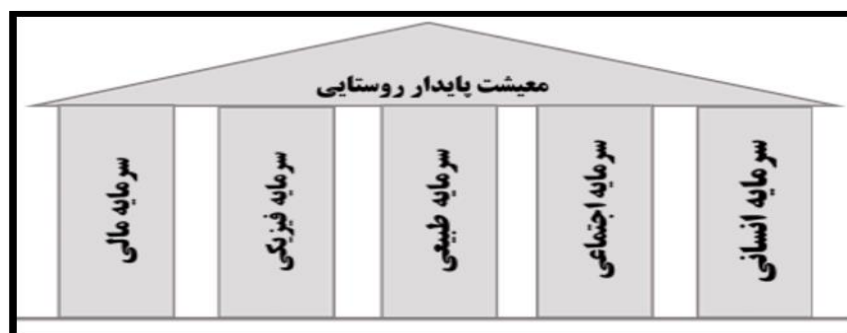 معیشت پایدار روستایی
سرمایه انسانی
سرمایه اجتماعی
سرمایه طبیعی
سرمایه فیزیکی
سرمایه مالی